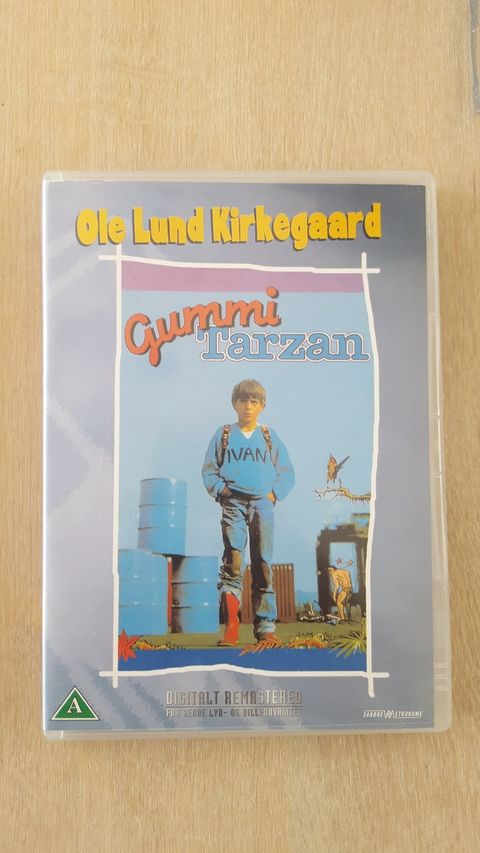 Ole Lund Kirkegaard
Gummi
Tarzan
IVAN
DIGITALT REMASTERED
FOR BEDRE LYD- OG BILLEDKVALITET
A
SANDREW METRONOME